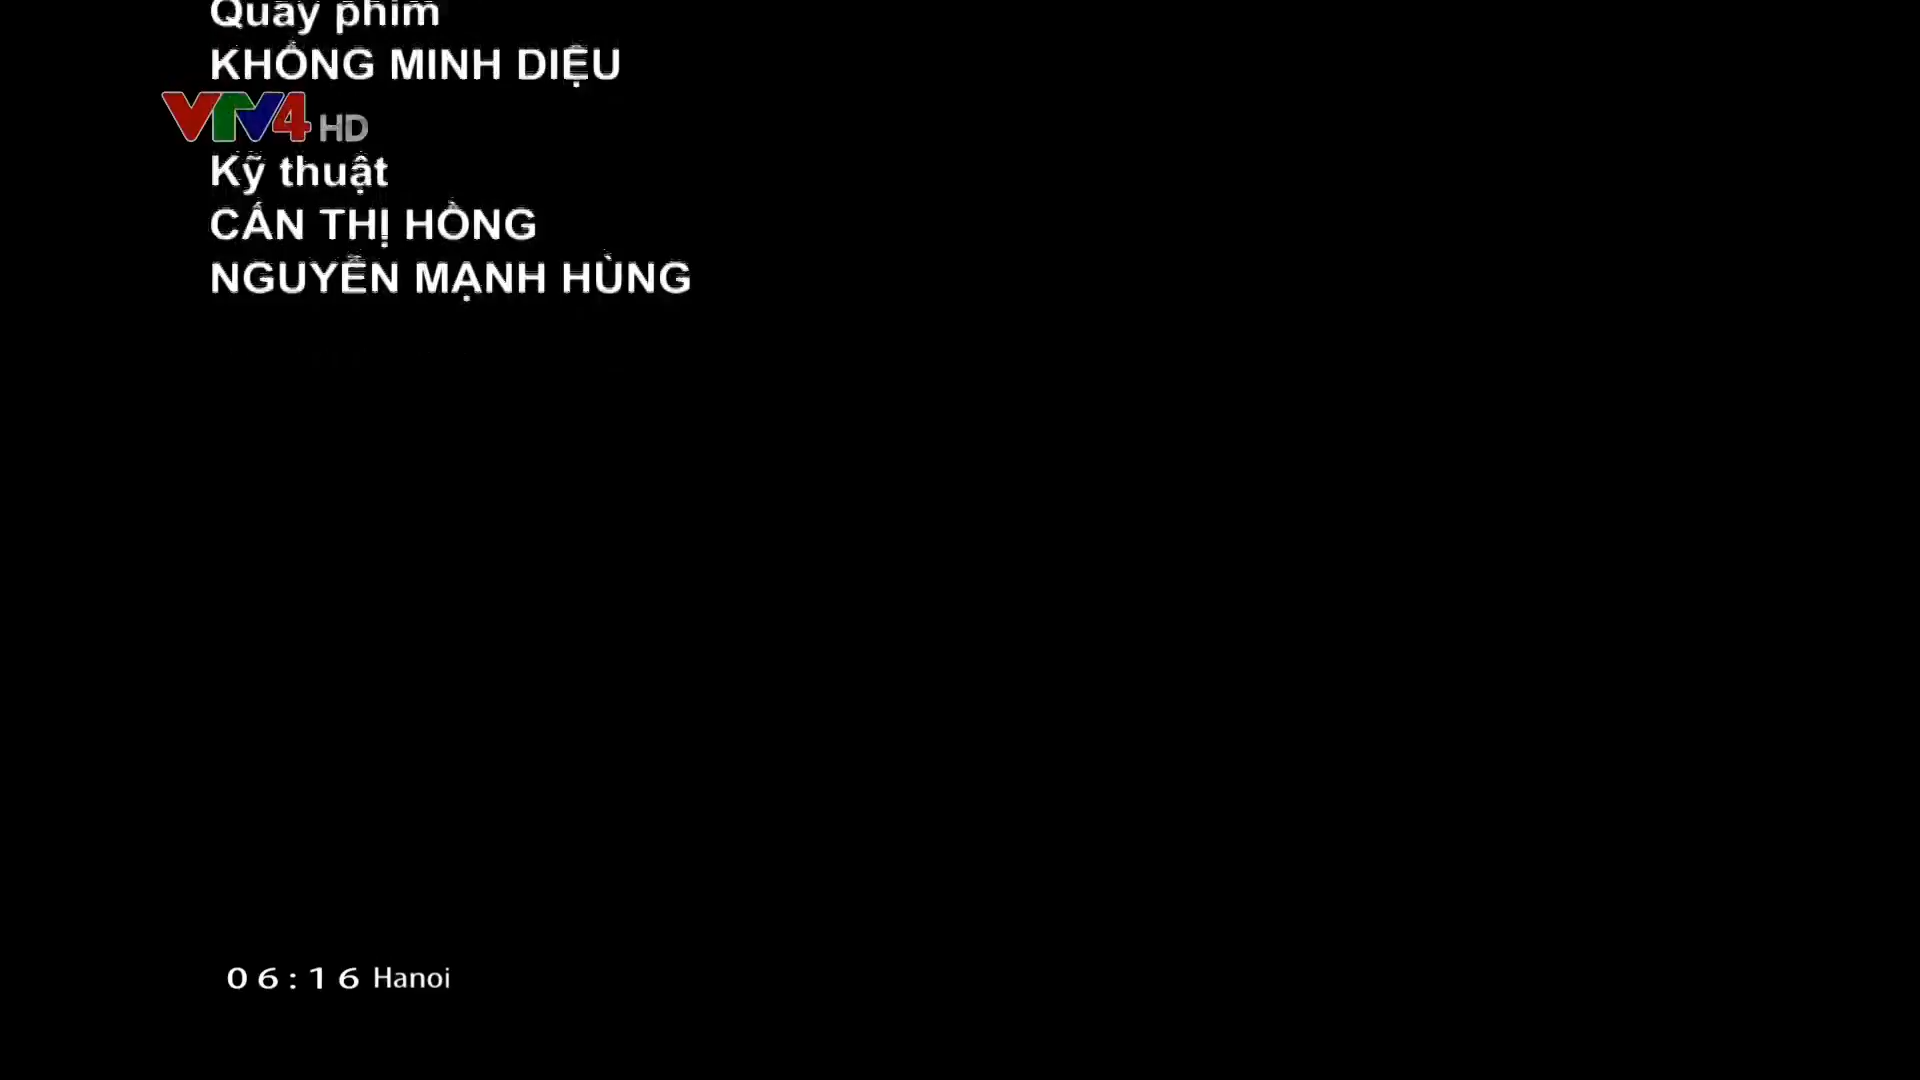 Quay phim
KHỔNG MINH DIỆU
VTV4 HD
Kỹ thuật
CẤN THỊ HỒNG
NGUYỄN MẠNH HÙNG
06:16 Hanoi